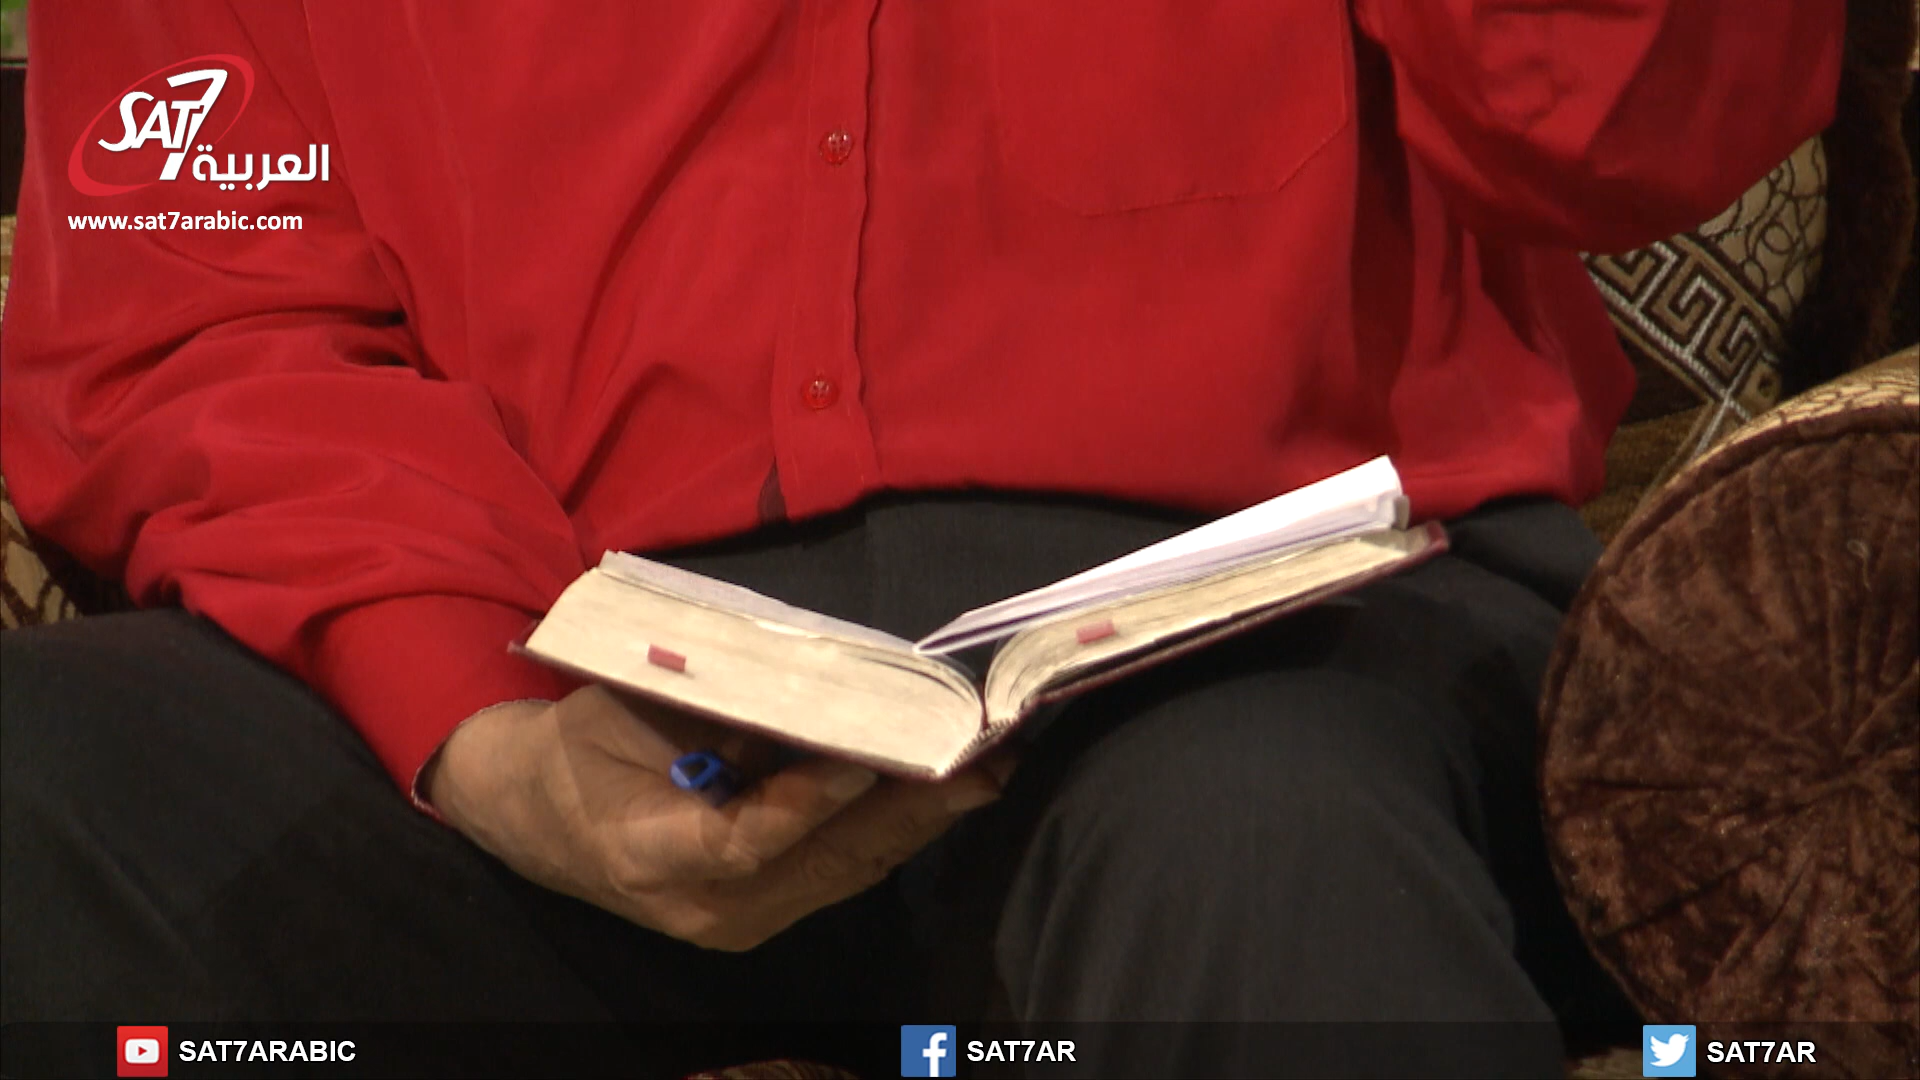 SAT7
العربية
www.sat7arabic.com
SAT7ARABIC
SAT7AR
SAT7AR